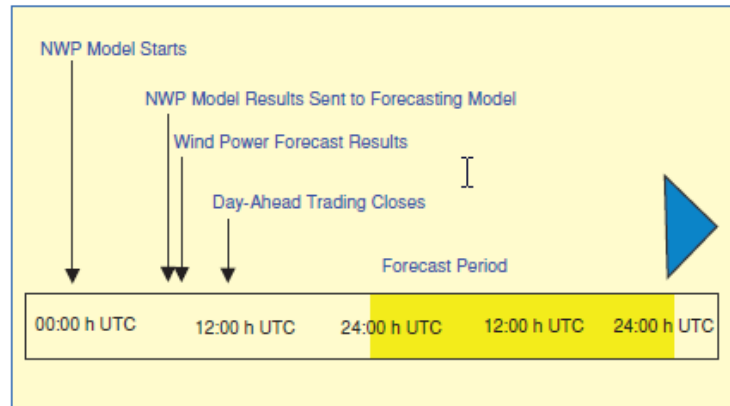 NWP Model Starts
NWP Model Results Sent to Forecasting Model
Wind Power Forecast Results
Day-Ahead Trading Closes
Forecast Period
00:00 h UTC 12:00 h UTC 24:00 h UTC 12:00 h UTC 24:00 h UTC